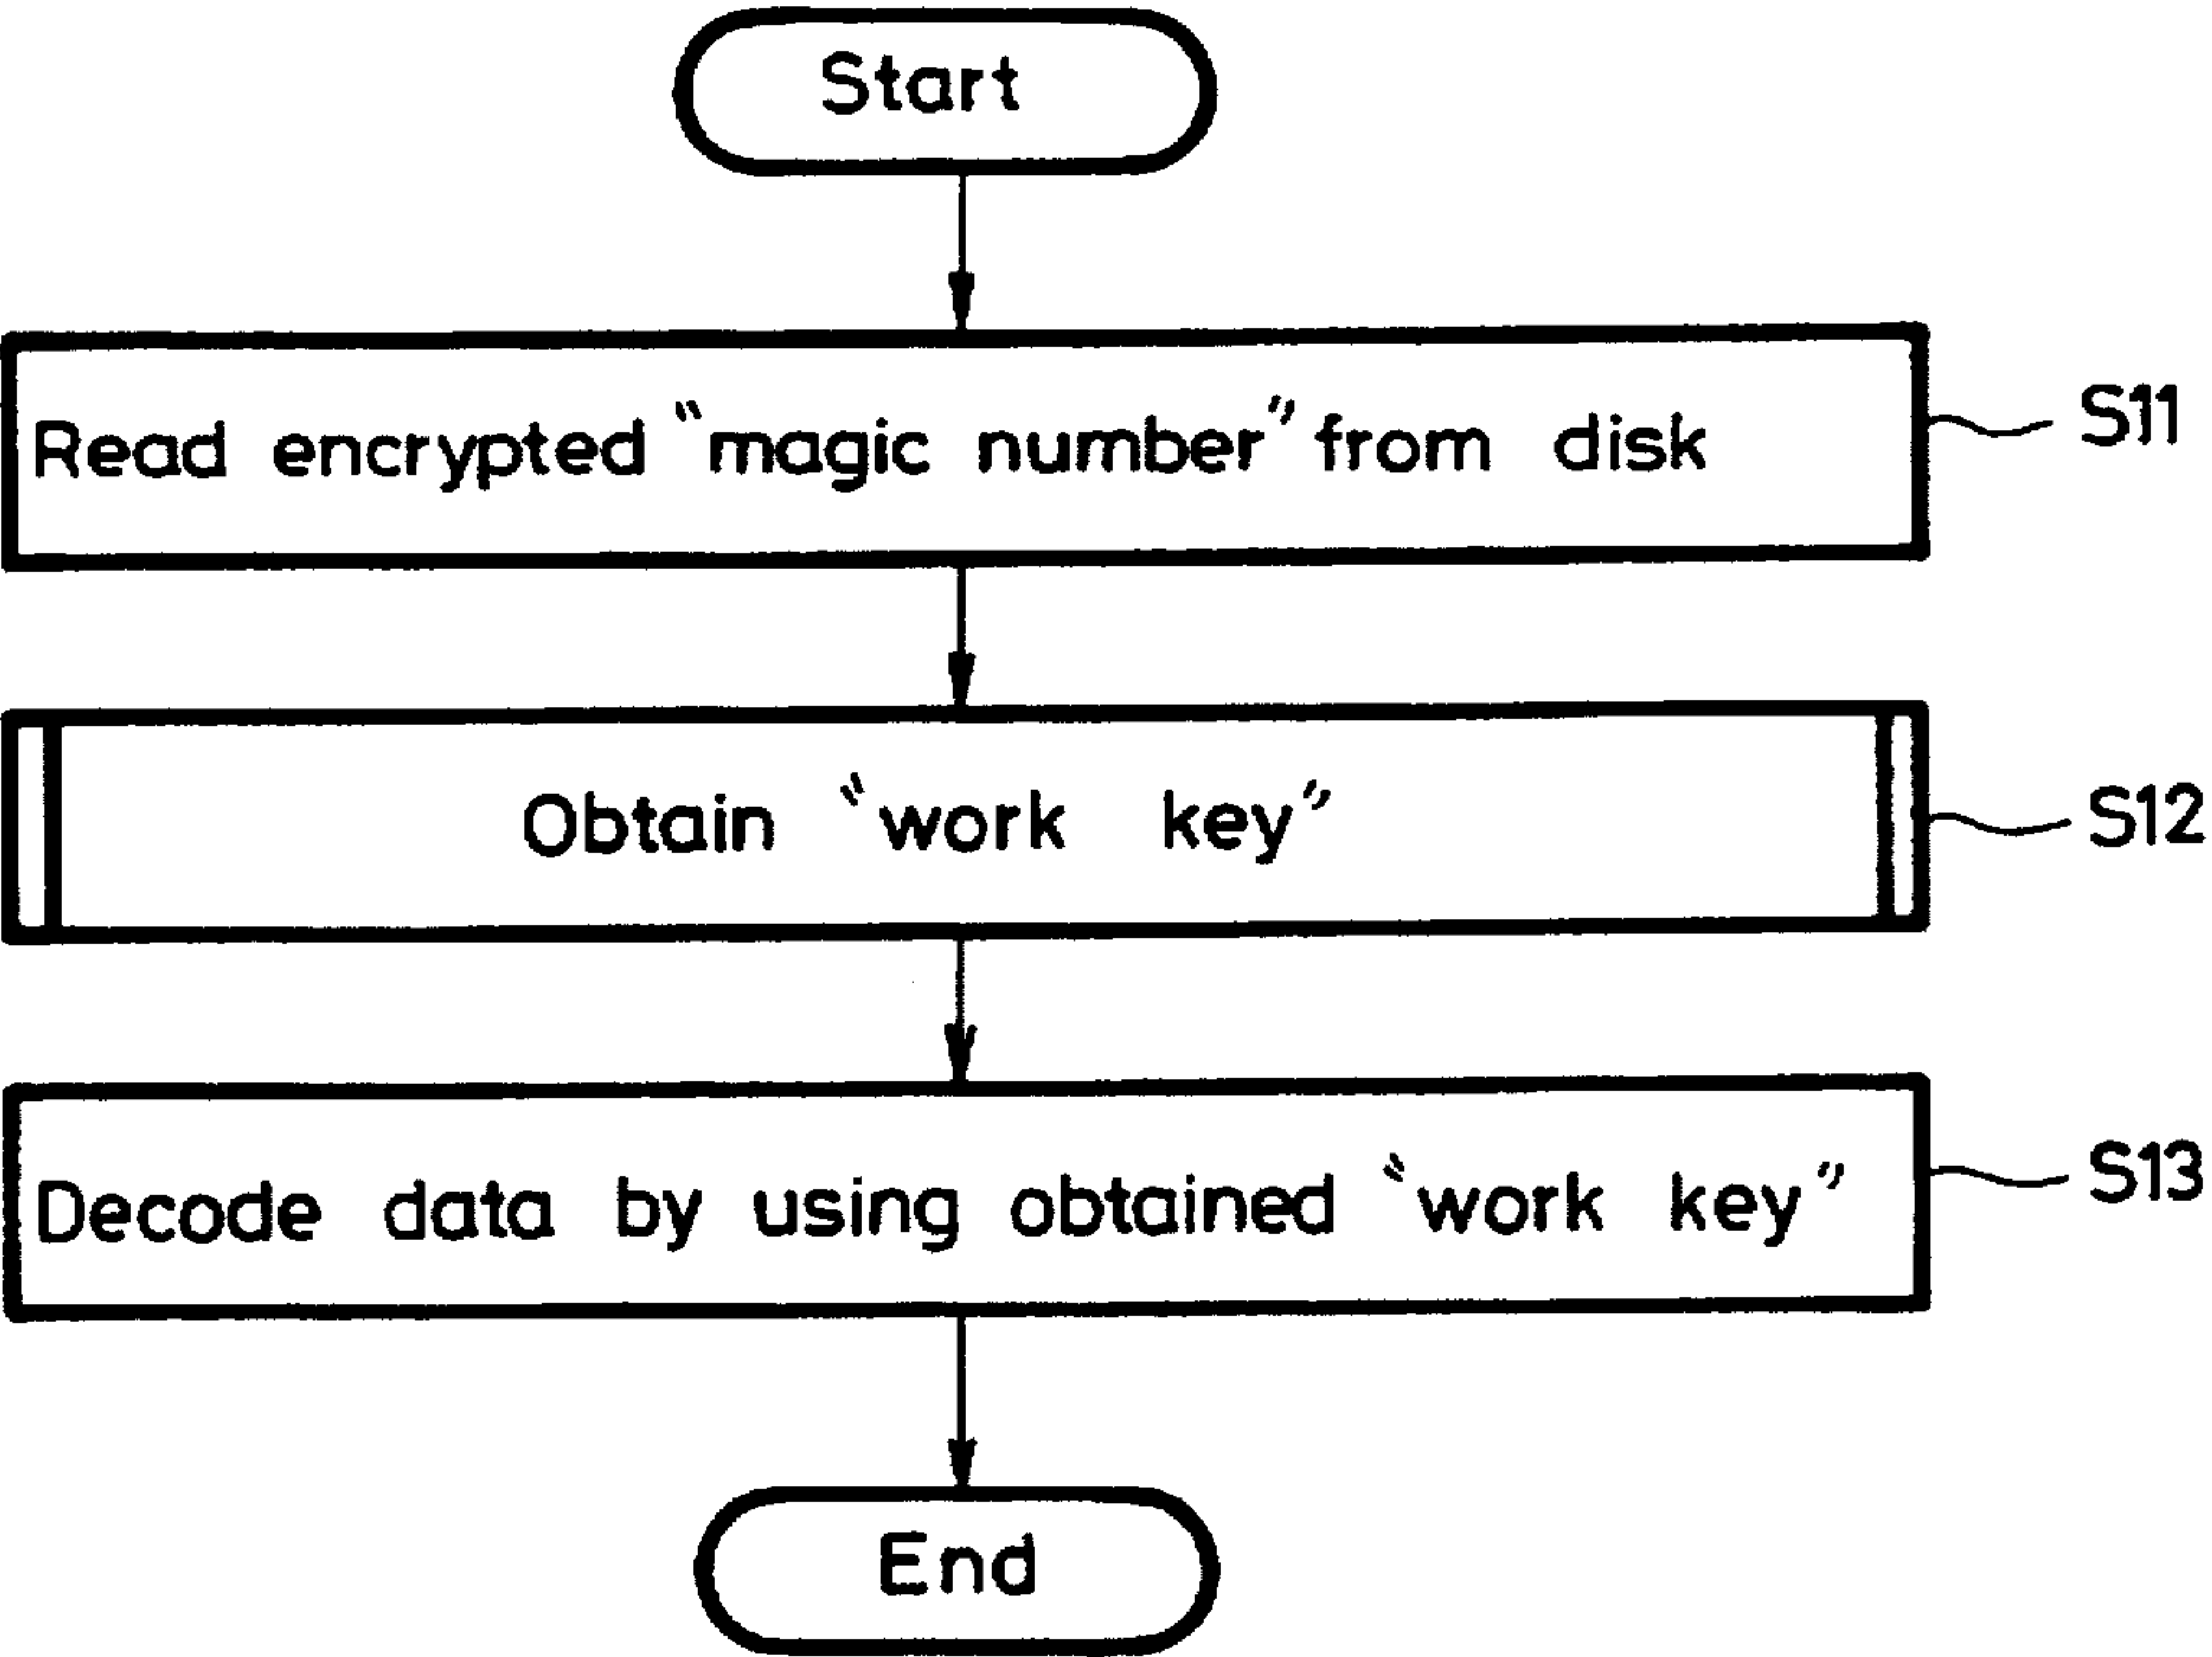 Start
Read encrypted “magic number” from disk
S11
Obtain “work key”
S12
Decode data by using obtained “work key”
S13
End